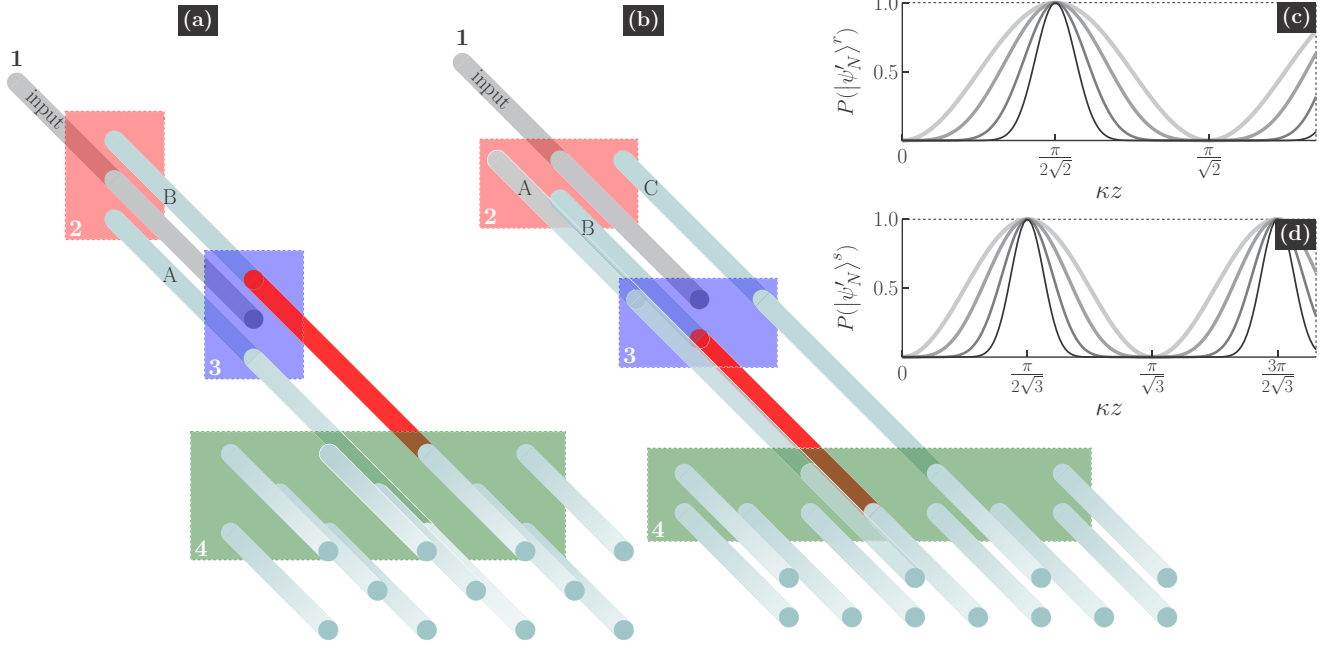 (a)
1
input
B
2
A
3
4
(b)
1
input
A
C
2
B
3
4
(c)
P(|ψ′_N⟩^r)
1.0
0.5
0
π/2√2
π/√2
κz
(d)
P(|ψ′_N⟩^s)
1.0
0.5
0
π/2√3
π/√3
3π/2√3
κz